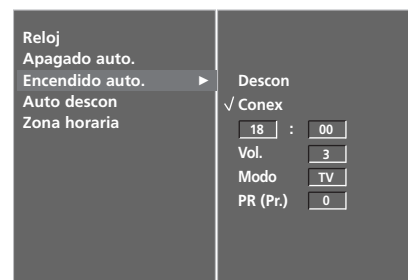 Reloj
Apagado auto.
Encendido auto. ►
Auto descon
Zona horaria
Descon
√ Conex
18 : 00
Vol. 3
Modo TV
PR (Pr.) 0